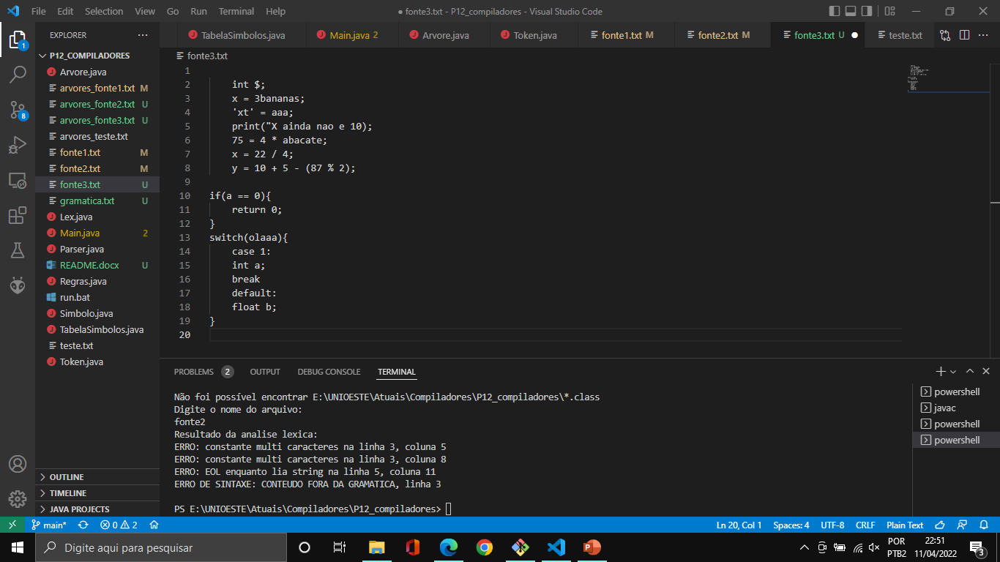 File Edit Selection View Go Run Terminal Help
● fonte3.txt - P12_compiladores - Visual Studio Code
EXPLORER ...
TabelaSimbolos.java Main.java 2 Arvore.java Token.java fonte1.txt M fonte2.txt M fonte3.txt U teste.txt
P12_COMPILADORES
Arvore.java
arvores_fonte1.txt M
arvores_fonte2.txt U
arvores_fonte3.txt U
arvores_teste.txt
fonte1.txt M
fonte2.txt M
fonte3.txt U
gramatica.txt U
Lex.java
Main.java 2
Parser.java
README.docx U
Regras.java
run.bat
Simbolo.java
TabelaSimbolos.java
teste.txt
Token.java
OUTLINE
TIMELINE
JAVA PROJECTS
1
8
fonte3.txt
1
2 int $;
3 x = 3bananas;
4 'xt' = aaa;
5 print("X ainda nao e 10);
6 75 = 4 * abacate;
7 x = 22 / 4;
8 y = 10 + 5 - (87 % 2);
9
10 if(a == 0){
11 return 0;
12 }
13 switch(olaaa){
14 case 1:
15 int a;
16 break
17 default:
18 float b;
19 }
20
PROBLEMS 2 OUTPUT DEBUG CONSOLE TERMINAL
Não foi possível encontrar E:\UNIOESTE\Atuais\Compiladores\P12_compiladores\*.class
Digite o nome do arquivo:
fonte2
Resultado da analise lexica:
ERRO: constante multi caracteres na linha 3, coluna 5
ERRO: constante multi caracteres na linha 3, coluna 8
ERRO: EOL enquanto lia string na linha 5, coluna 11
ERRO DE SINTAXE: CONTEUDO FORA DA GRAMATICA, linha 3
PS E:\UNIOESTE\Atuais\Compiladores\P12_compiladores>
powershell
javac
powershell
powershell
main* 0 2 Ln 20, Col 1 Spaces: 4 UTF-8 CRLF Plain Text
Digite aqui para pesquisar
POR
PTB2
22:51
11/04/2022
3